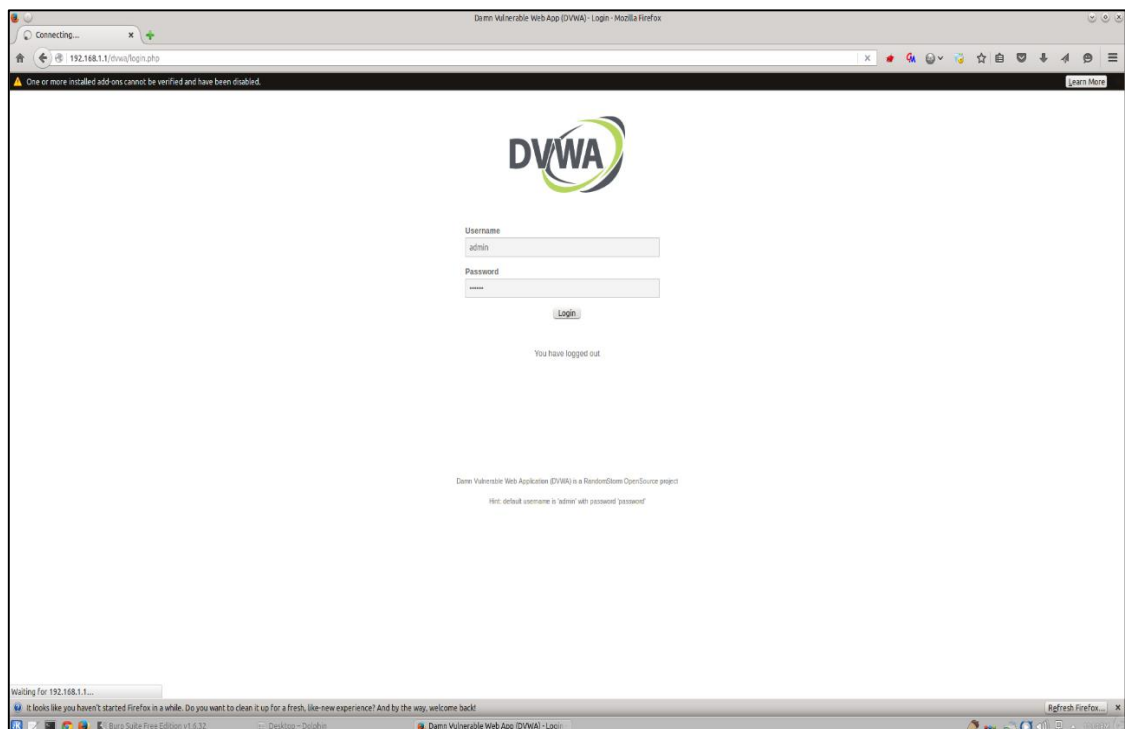 Damn Vulnerable Web App (DVWA) - Login - Mozilla Firefox
Connecting...
192.168.1.1/dvwa/login.php
One or more installed add-ons cannot be verified and have been disabled.
Learn More
DVWA
Username
admin
Password
••••••
Login
You have logged out
Damn Vulnerable Web Application (DVWA) is a RandomStorm OpenSource project
Hint: default username is 'admin' with password 'password'
Waiting for 192.168.1.1...
It looks like you haven't started Firefox in a while. Do you want to clean it up for a fresh, like-new experience? And by the way, welcome back!
Refresh Firefox...
Burp Suite Free Edition v1.6.32
Desktop – Dolphin
Damn Vulnerable Web App (DVWA) - Login